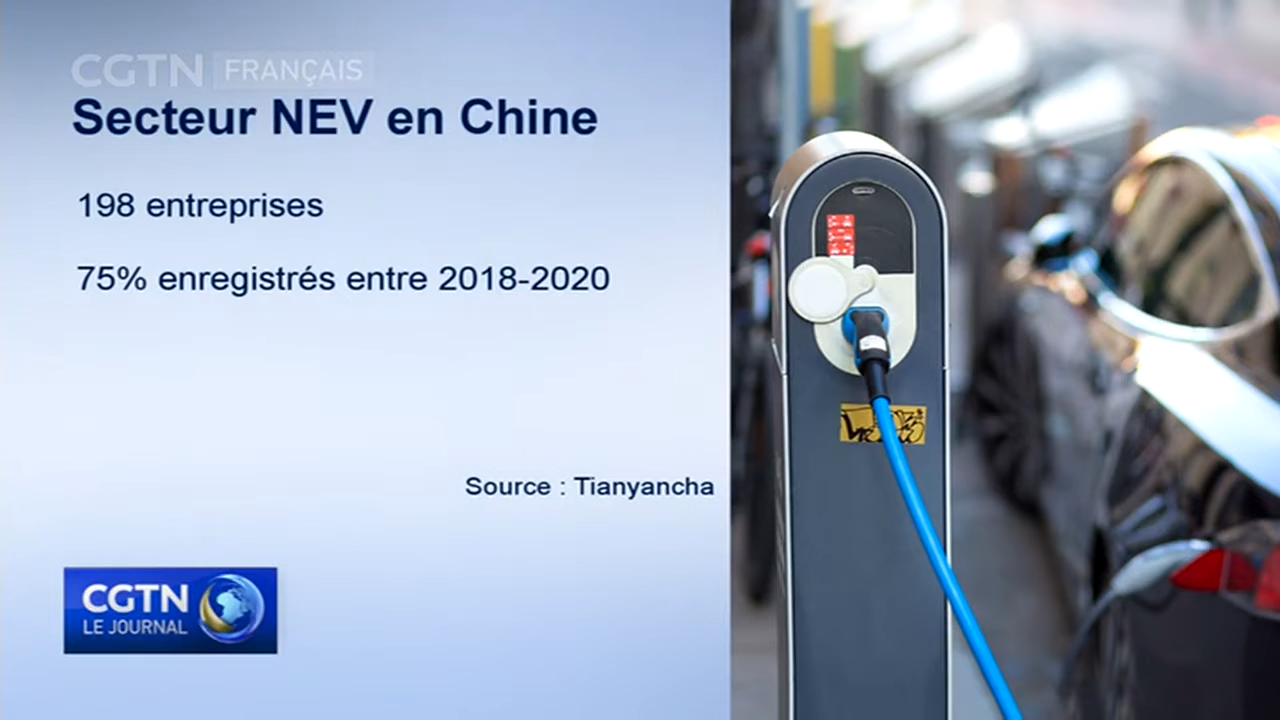 CGTN FRANÇAIS
Secteur NEV en Chine
198 entreprises
75% enregistrés entre 2018-2020
Source : Tianyancha
CGTN
LE JOURNAL